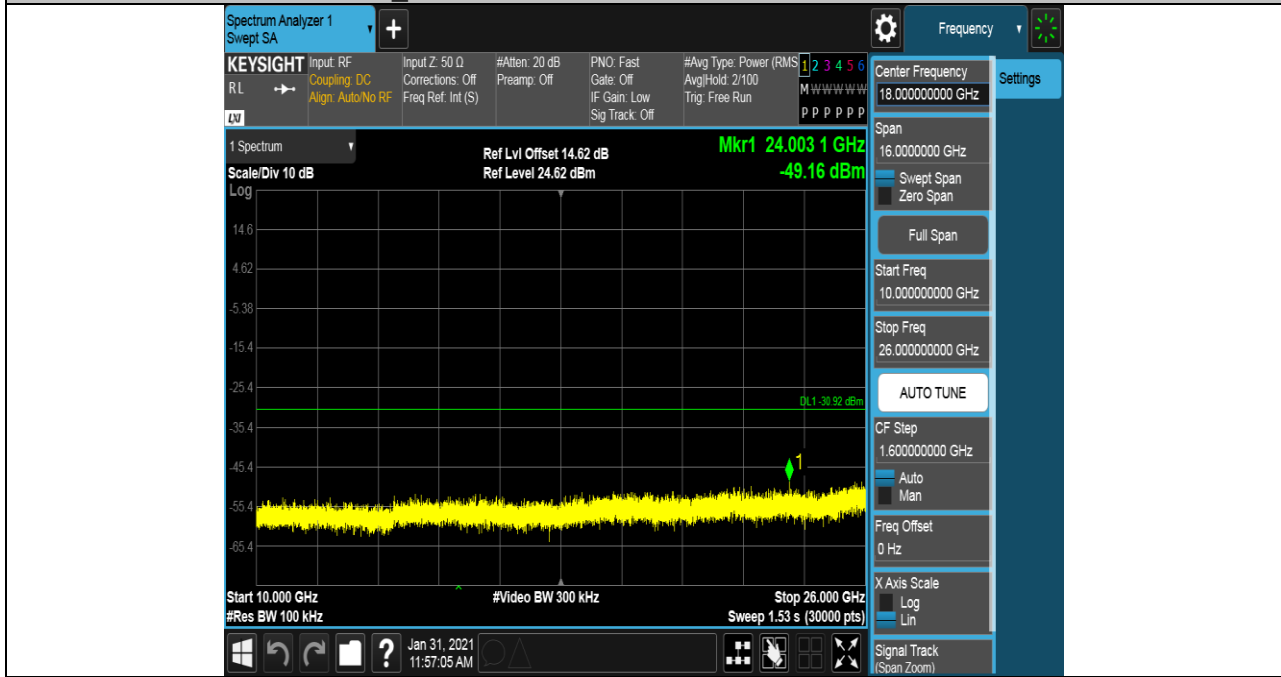 Spectrum Analyzer 1
Swept SA
+
Frequency
KEYSIGHT
RL
LXI
Input: RF
Coupling: DC
Align: Auto/No RF
Input Z: 50 Ω
Corrections: Off
Freq Ref: Int (S)
#Atten: 20 dB
Preamp: Off
PNO: Fast
Gate: Off
IF Gain: Low
Sig Track: Off
#Avg Type: Power (RMS
Avg|Hold: 2/100
Trig: Free Run
1 2 3 4 5 6
M W W W W W
P P P P P P
1 Spectrum
Scale/Div 10 dB
Ref Lvl Offset 14.62 dB
Ref Level 24.62 dBm
Mkr1 24.003 1 GHz
-49.16 dBm
Log
14.6
4.62
-5.38
-15.4
-25.4
DL1 -30.92 dBm
-35.4
-45.4
1
-55.4
-65.4
Start 10.000 GHz
#Video BW 300 kHz
Stop 26.000 GHz
#Res BW 100 kHz
Sweep 1.53 s (30000 pts)
?
Jan 31, 2021
11:57:05 AM
Center Frequency
18.000000000 GHz
Settings
Span
16.0000000 GHz
Swept Span
Zero Span
Full Span
Start Freq
10.000000000 GHz
Stop Freq
26.000000000 GHz
AUTO TUNE
CF Step
1.600000000 GHz
Auto
Man
Freq Offset
0 Hz
X Axis Scale
Log
Lin
Signal Track
(Span Zoom)